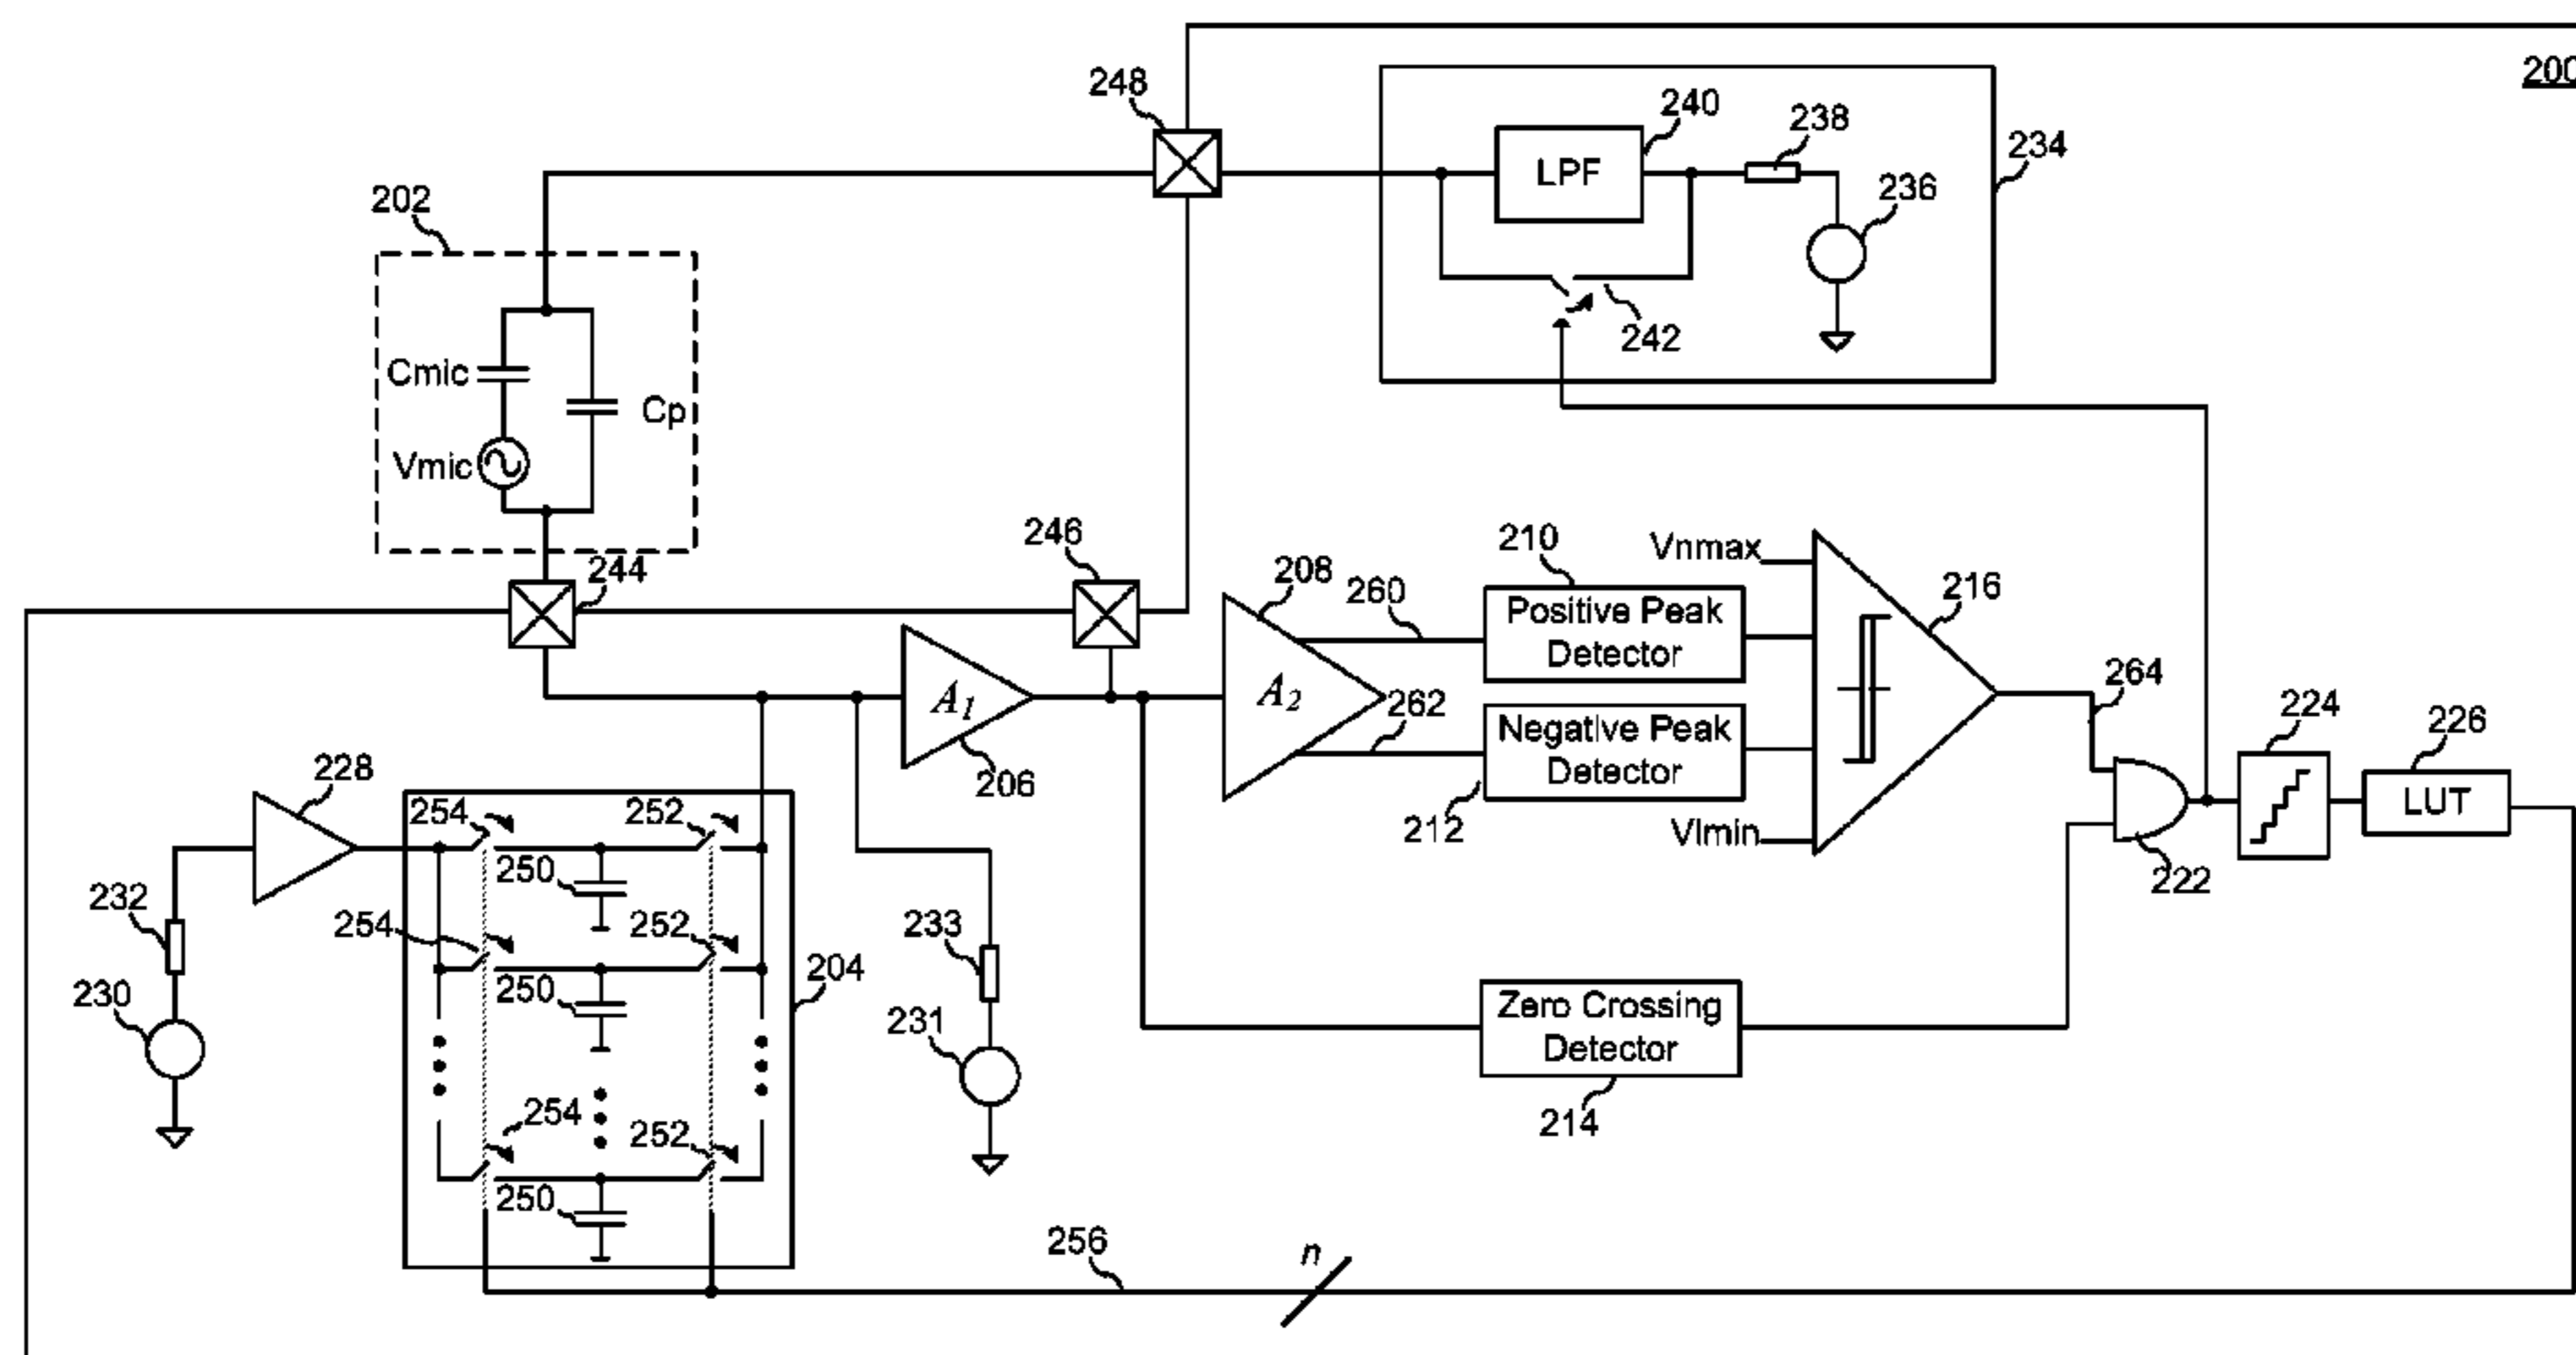 200
248
240
238
234
LPF
236
202
242
Cmic
Cp
Vmic
244
246
208
260
210
Vnmax
216
Positive Peak
Detector
A1
A2
262
264
Negative Peak
Detector
206
212
Vlmin
224
226
LUT
222
228
254
252
250
232
254
252
250
204
233
230
231
Zero Crossing
Detector
214
254
252
250
256
n